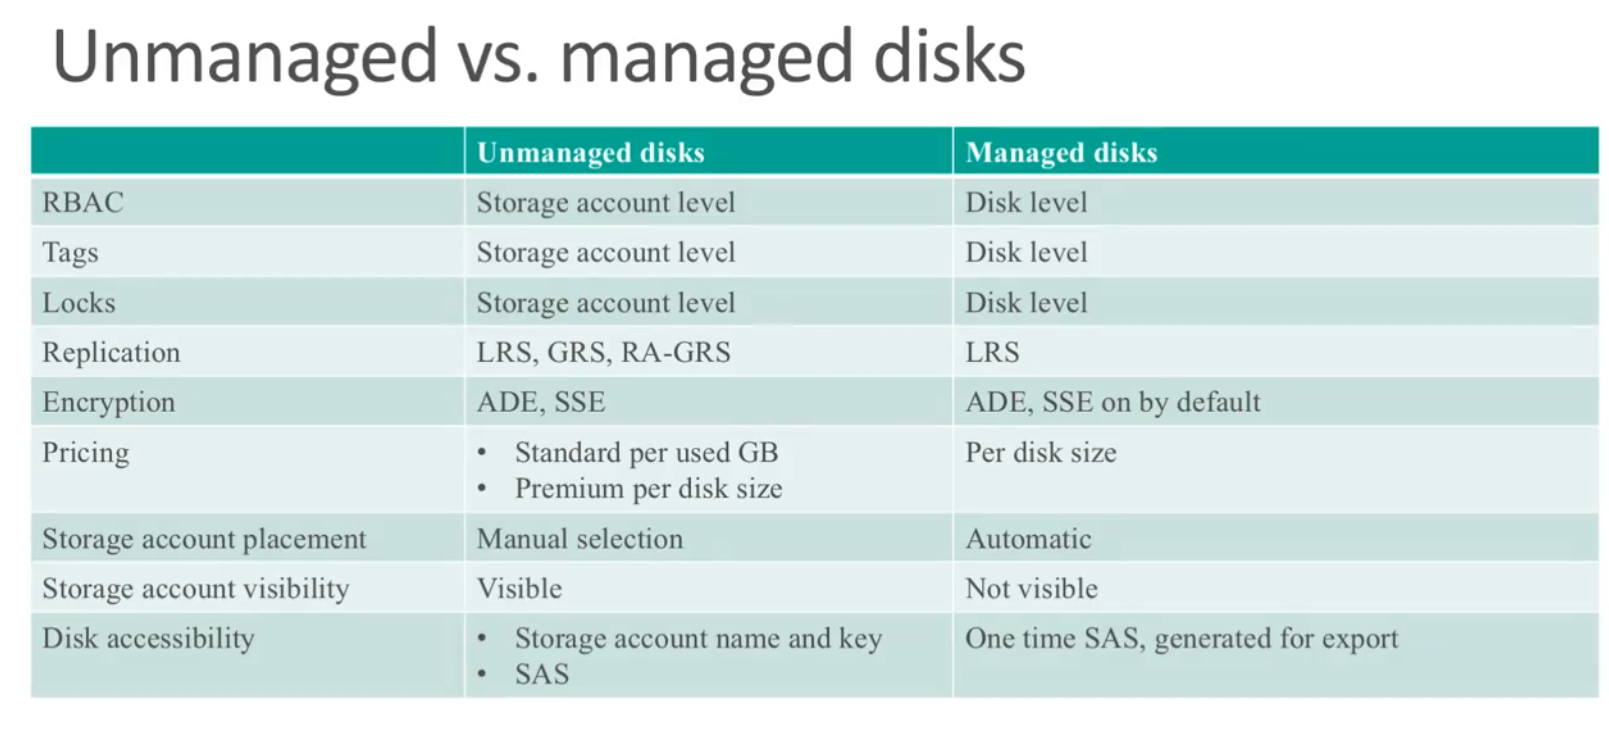 Unmanaged vs. managed disks
Unmanaged disks Managed disks
RBAC Storage account level Disk level
Tags Storage account level Disk level
Locks Storage account level Disk level
Replication LRS, GRS, RA-GRS LRS
Encryption ADE, SSE ADE, SSE on by default
Pricing • Standard per used GB Per disk size
• Premium per disk size
Storage account placement Manual selection Automatic
Storage account visibility Visible Not visible
Disk accessibility • Storage account name and key One time SAS, generated for export
• SAS